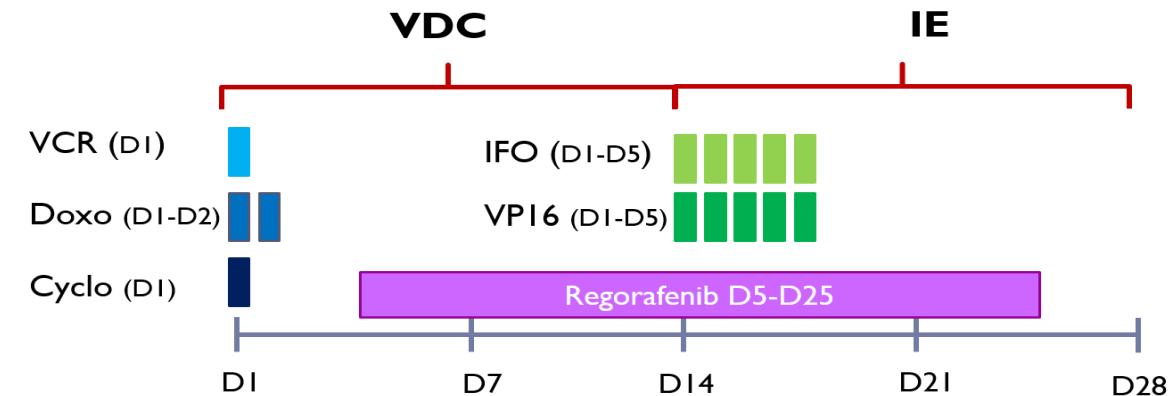 VDC
IE
VCR (D1)
IFO (D1-D5)
Doxo (D1-D2)
VP16 (D1-D5)
Cyclo (D1)
Regorafenib D5-D25
D1
D7
D14
D21
D28